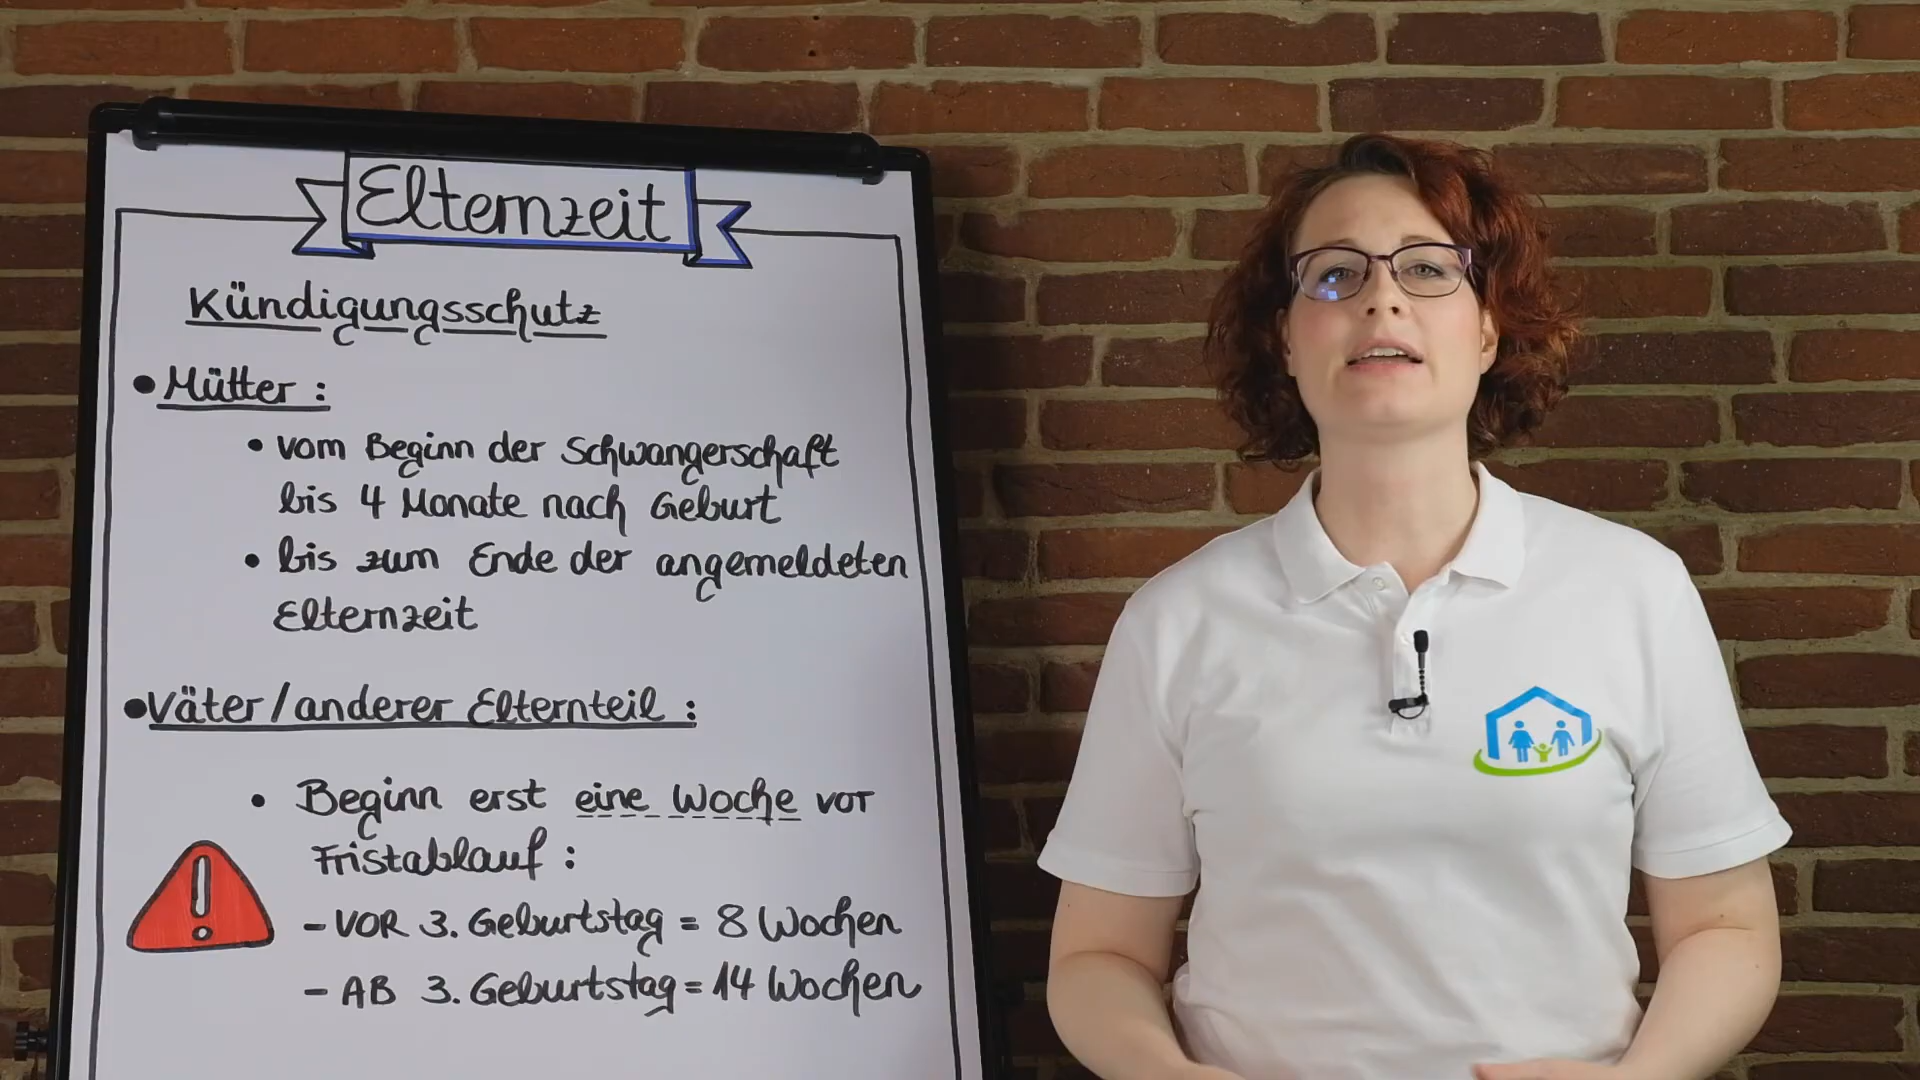 Elternzeit
Kündigungsschutz
• Mütter :
• vom Beginn der Schwangerschaft
bis 4 Monate nach Geburt
• bis zum Ende der angemeldeten
Elternzeit
• Väter/anderer Elternteil :
• Beginn erst eine Woche vor
Fristablauf :
- VOR 3. Geburtstag = 8 Wochen
- AB 3. Geburtstag = 14 Wochen